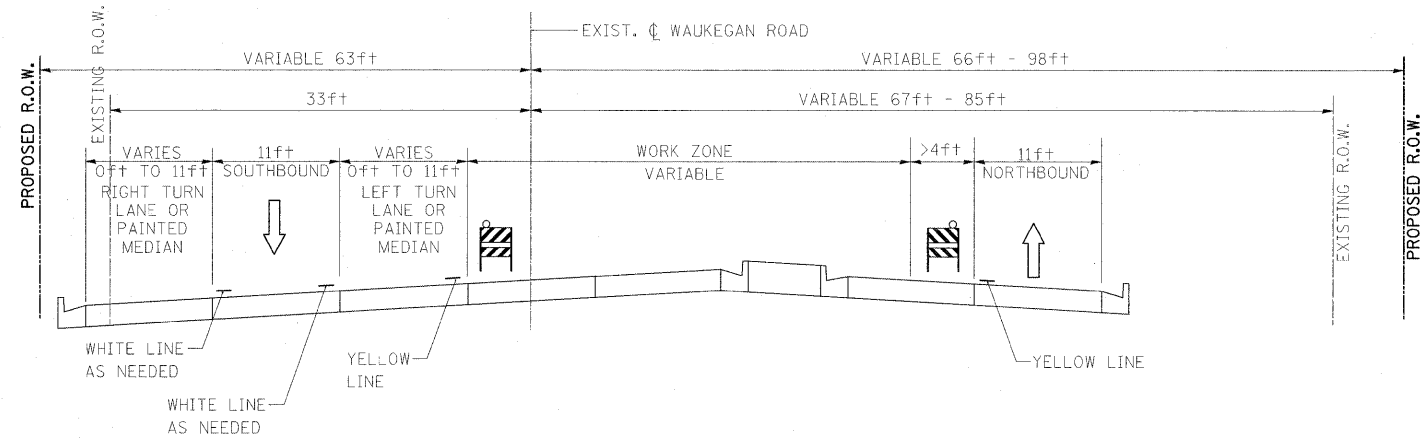 EXIST. ℄ WAUKEGAN ROAD
VARIABLE 63ft
VARIABLE 66ft - 98ft
33ft
VARIABLE 67ft - 85ft
PROPOSED R.O.W.
EXISTING R.O.W.
VARIES
0ft TO 11ft
RIGHT TURN
LANE OR
PAINTED
MEDIAN
11ft
SOUTHBOUND
VARIES
0ft TO 11ft
LEFT TURN
LANE OR
PAINTED
MEDIAN
WORK ZONE
VARIABLE
>4ft
11ft
NORTHBOUND
EXISTING R.O.W.
PROPOSED R.O.W.
WHITE LINE
AS NEEDED
WHITE LINE
AS NEEDED
YELLOW
LINE
YELLOW LINE